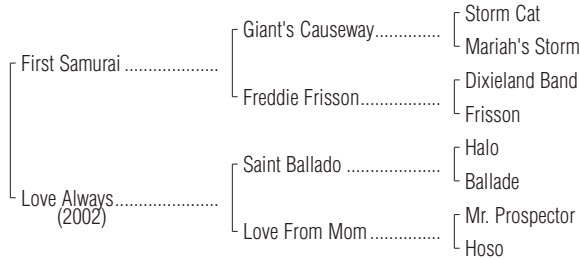 Storm Cat
Giant's Causeway..............
Mariah's Storm
First Samurai ....................
Dixieland Band
Freddie Frisson.................
Frisson
Halo
Saint Ballado ....................
Ballade
Love Always......................
(2002)
Mr. Prospector
Love From Mom...............
Hoso